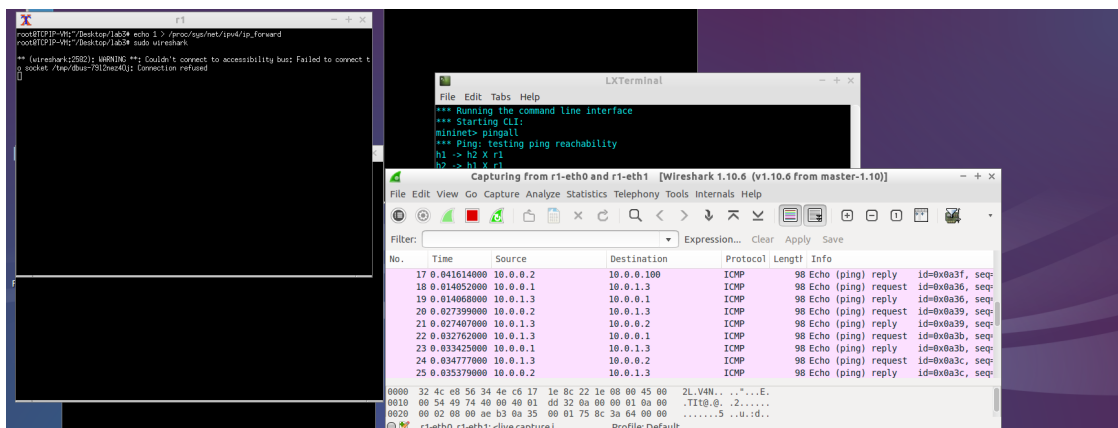 r1
root@TCPIP-VM:~/Desktop/lab3# echo 1 > /proc/sys/net/ipv4/ip_forward
root@TCPIP-VM:~/Desktop/lab3# sudo wireshark
** (wireshark:2582): WARNING **: Couldn't connect to accessibility bus: Failed to connect t
o socket /tmp/dbus-79l2nez4Oj: Connection refused
LXTerminal
File Edit Tabs Help
*** Running the command line interface
*** Starting CLI:
mininet> pingall
*** Ping: testing ping reachability
h1 -> h2 X r1
h2 -> h1 X r1
Capturing from r1-eth0 and r1-eth1 [Wireshark 1.10.6 (v1.10.6 from master-1.10)]
File Edit View Go Capture Analyze Statistics Telephony Tools Internals Help
Filter: Expression... Clear Apply Save
No. Time Source Destination Protocol Length Info
17 0.041614000 10.0.0.2 10.0.0.100 ICMP 98 Echo (ping) reply id=0x0a3f, seq=
18 0.014052000 10.0.0.1 10.0.1.3 ICMP 98 Echo (ping) request id=0x0a36, seq=
19 0.014068000 10.0.1.3 10.0.0.1 ICMP 98 Echo (ping) reply id=0x0a36, seq=
20 0.027399000 10.0.0.2 10.0.1.3 ICMP 98 Echo (ping) request id=0x0a39, seq=
21 0.027407000 10.0.1.3 10.0.0.2 ICMP 98 Echo (ping) reply id=0x0a39, seq=
22 0.032762000 10.0.0.1 10.0.1.3 ICMP 98 Echo (ping) request id=0x0a3b, seq=
23 0.033425000 10.0.0.1 10.0.1.3 ICMP 98 Echo (ping) reply id=0x0a3b, seq=
24 0.034777000 10.0.1.3 10.0.0.2 ICMP 98 Echo (ping) request id=0x0a3c, seq=
25 0.035379000 10.0.0.2 10.0.1.3 ICMP 98 Echo (ping) reply id=0x0a3c, seq=
0000 32 4c e8 56 34 4e c6 17 1e 8c 22 1e 08 00 45 00 2L.V4N.. .."...E.
0010 00 54 49 74 40 00 40 01 dd 32 0a 00 00 01 0a 00 .TIt@.@. .2......
0020 00 02 08 00 ae b3 0a 35 00 01 75 8c 3a 64 00 00 .......5 ..u.:d..
r1-eth0, r1-eth1: <live capture i Profile: Default